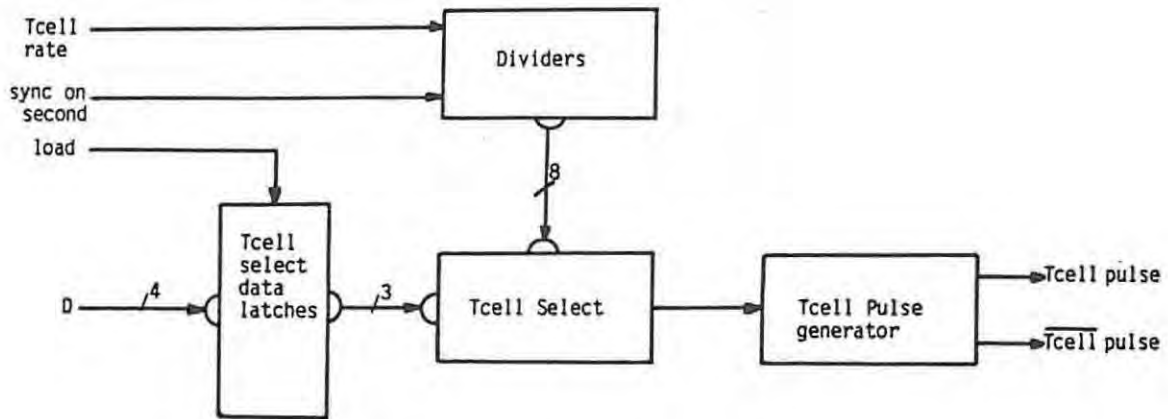 Tcell
rate
sync on
second
load
Dividers
8
Tcell
select
data
latches
D
4
3
Tcell Select
Tcell Pulse
generator
Tcell pulse
Tcell pulse